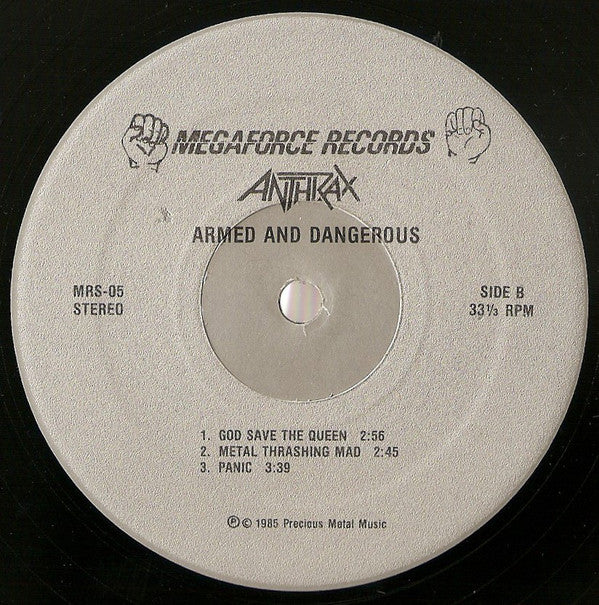 MEGAFORCE RECORDS
ANTHRAX
ARMED AND DANGEROUS
MRS-05
STEREO
SIDE B
33⅓ RPM
1. GOD SAVE THE QUEEN 2:56
2. METAL THRASHING MAD 2:45
3. PANIC 3:39
℗ © 1985 Precious Metal Music